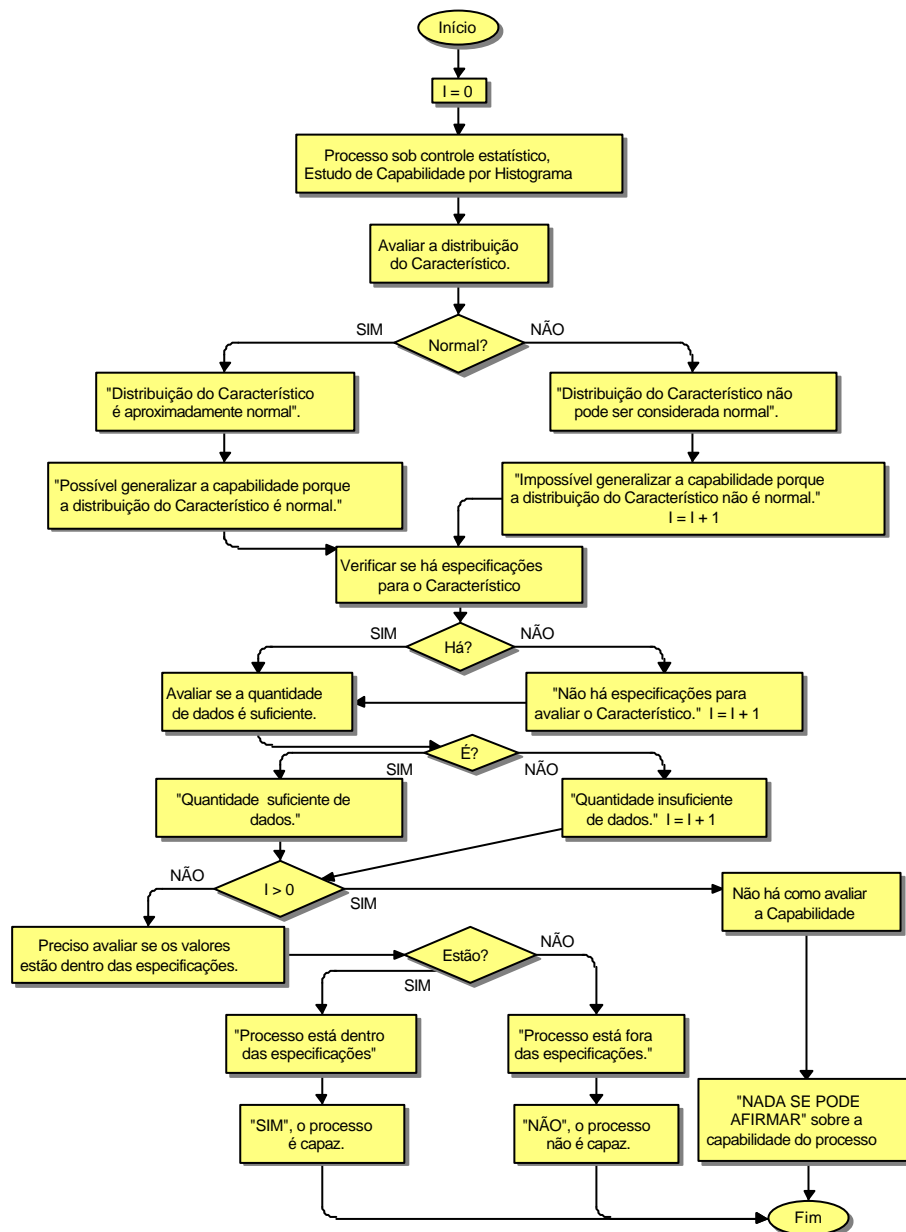 Início
I = 0
Processo sob controle estatístico,
Estudo de Capabilidade por Histograma
Avaliar a distribuição
do Característico.
SIM
NÃO
Normal?
"Distribuição do Característico
é aproximadamente normal".
"Distribuição do Característico não
pode ser considerada normal".
"Possível generalizar a capabilidade porque
a distribuição do Característico é normal."
"Impossível generalizar a capabilidade porque
a distribuição do Característico não é normal."
I = I + 1
Verificar se há especificações
para o Característico
SIM
NÃO
Há?
Avaliar se a quantidade
de dados é suficiente.
"Não há especificações para
avaliar o Característico." I = I + 1
É?
SIM
NÃO
"Quantidade suficiente de
dados."
"Quantidade insuficiente
de dados." I = I + 1
NÃO
I > 0
SIM
Não há como avaliar
a Capabilidade
Preciso avaliar se os valores
estão dentro das especificações.
Estão?
NÃO
SIM
"Processo está dentro
das especificações"
"Processo está fora
das especificações."
"SIM", o processo
é capaz.
"NÃO", o processo
não é capaz.
"NADA SE PODE
AFIRMAR" sobre a
capabilidade do processo
Fim